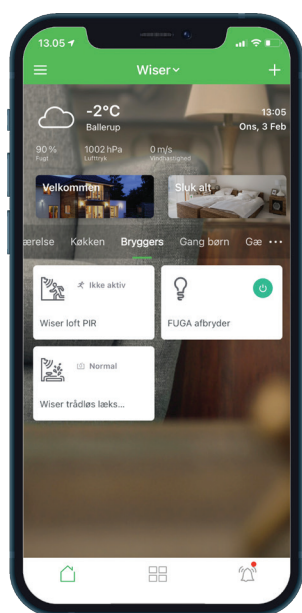 13.05
Wiser
-2°C
Ballerup
13:05
Ons, 3 Feb
90 % 1002 hPa 0 m/s
Fugt Lufttryk Vindhastighed
Velkommen Sluk alt
ærelse Køkken Bryggers Gang børn Gæ ···
Ikke aktiv
Wiser loft PIR FUGA afbryder
Normal
Wiser trådløs læks...